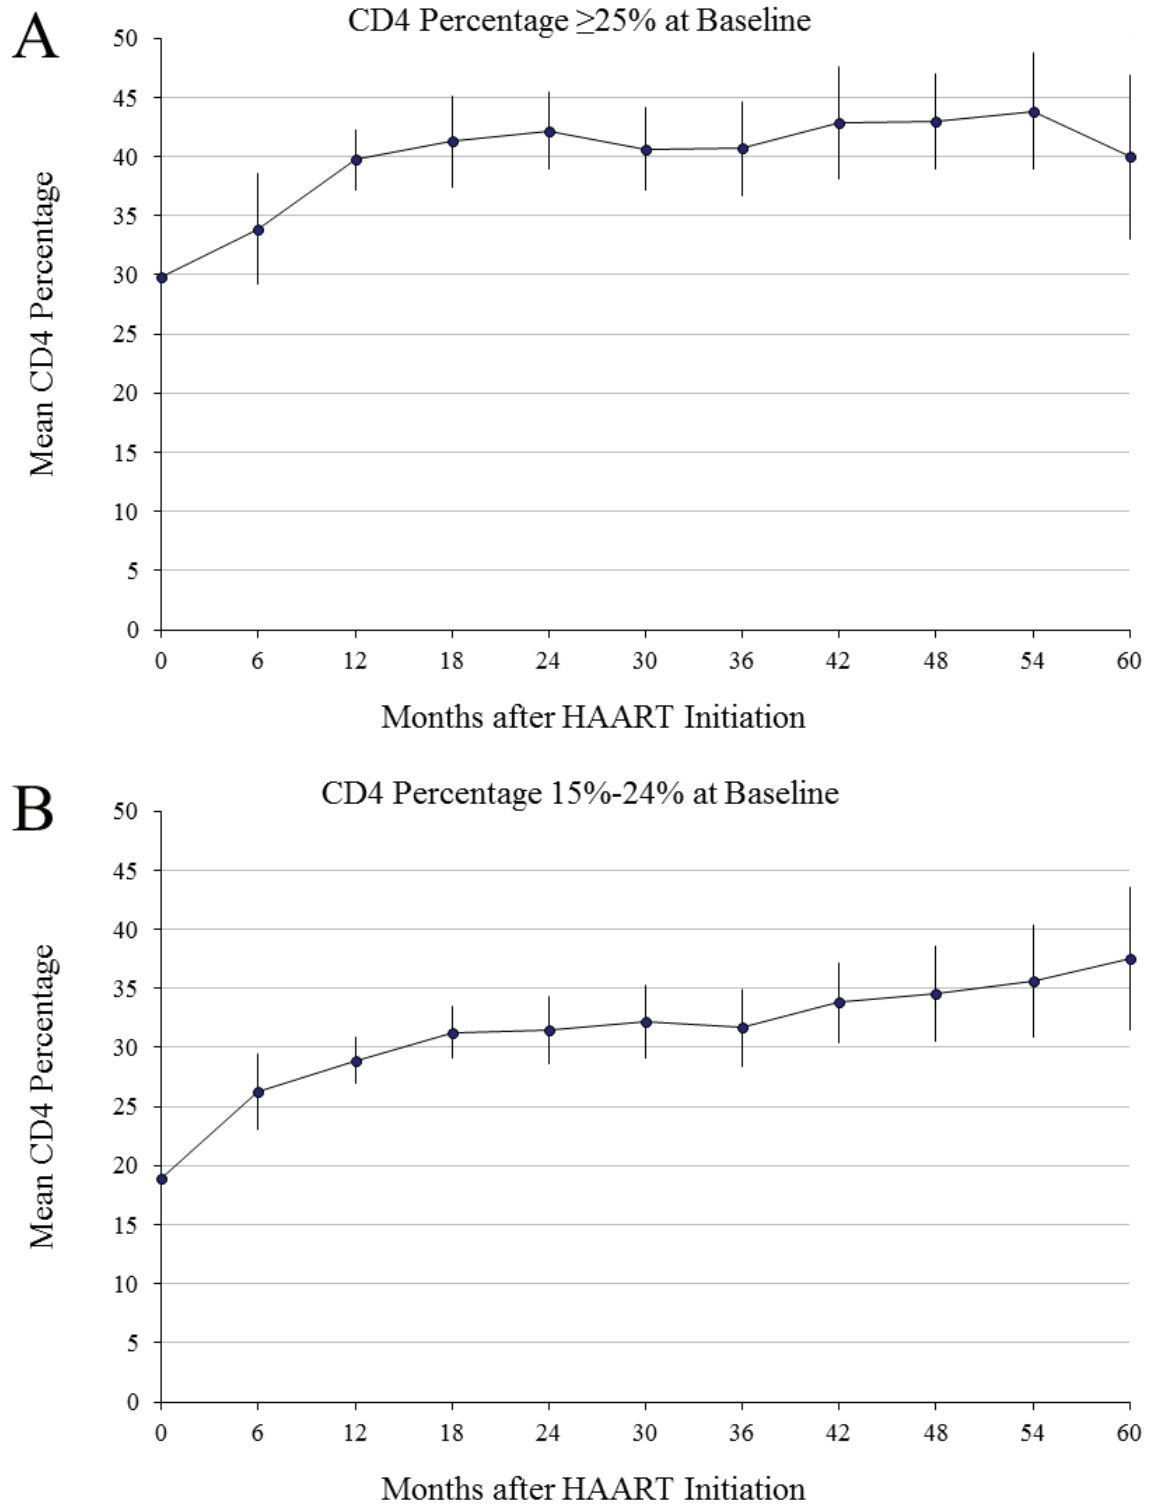 A
CD4 Percentage ≥25% at Baseline
Mean CD4 Percentage
50
45
40
35
30
25
20
15
10
5
0
0 6 12 18 24 30 36 42 48 54 60
Months after HAART Initiation
B
CD4 Percentage 15%-24% at Baseline
Mean CD4 Percentage
50
45
40
35
30
25
20
15
10
5
0
0 6 12 18 24 30 36 42 48 54 60
Months after HAART Initiation